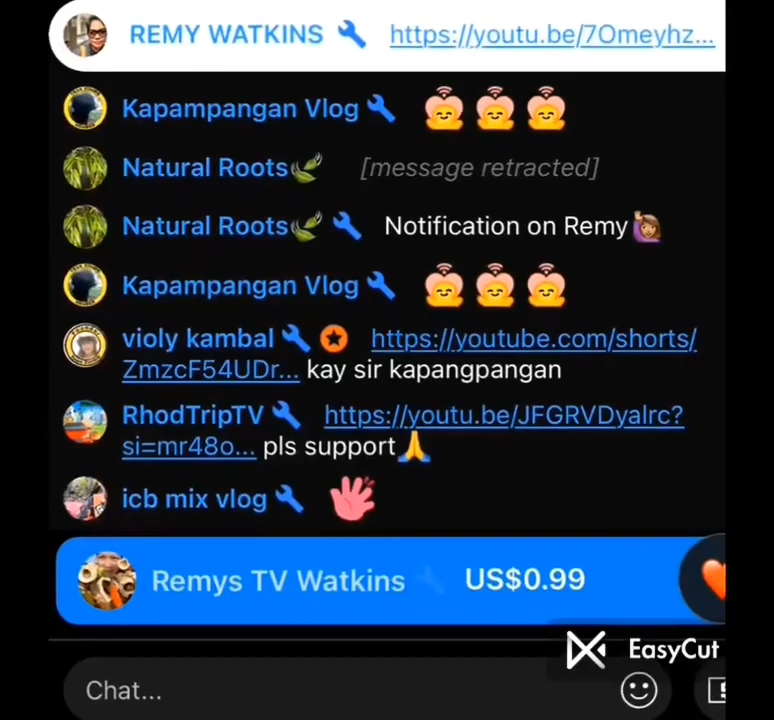 REMY WATKINS https://youtu.be/7Omeyhz...
Kapampangan Vlog
Natural Roots [message retracted]
Natural Roots Notification on Remy
Kapampangan Vlog
violy kambal https://youtube.com/shorts/
ZmzcF54UDr... kay sir kapangpangan
RhodTripTV https://youtu.be/JFGRVDyalrc?
si=mr48o... pls support
icb mix vlog
Remys TV Watkins US$0.99
EasyCut
Chat...